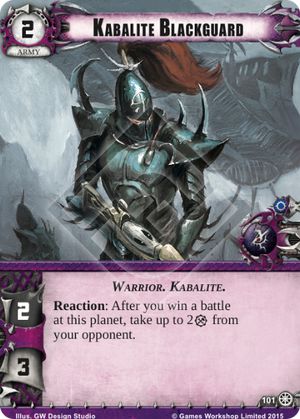 2
KABALITE BLACKGUARD
ARMY
WARRIOR. KABALITE.
Reaction: After you win a battle
at this planet, take up to 2 from
your opponent.
2
3
101
Illus. GW Design Studio
© Games Workshop Limited 2015